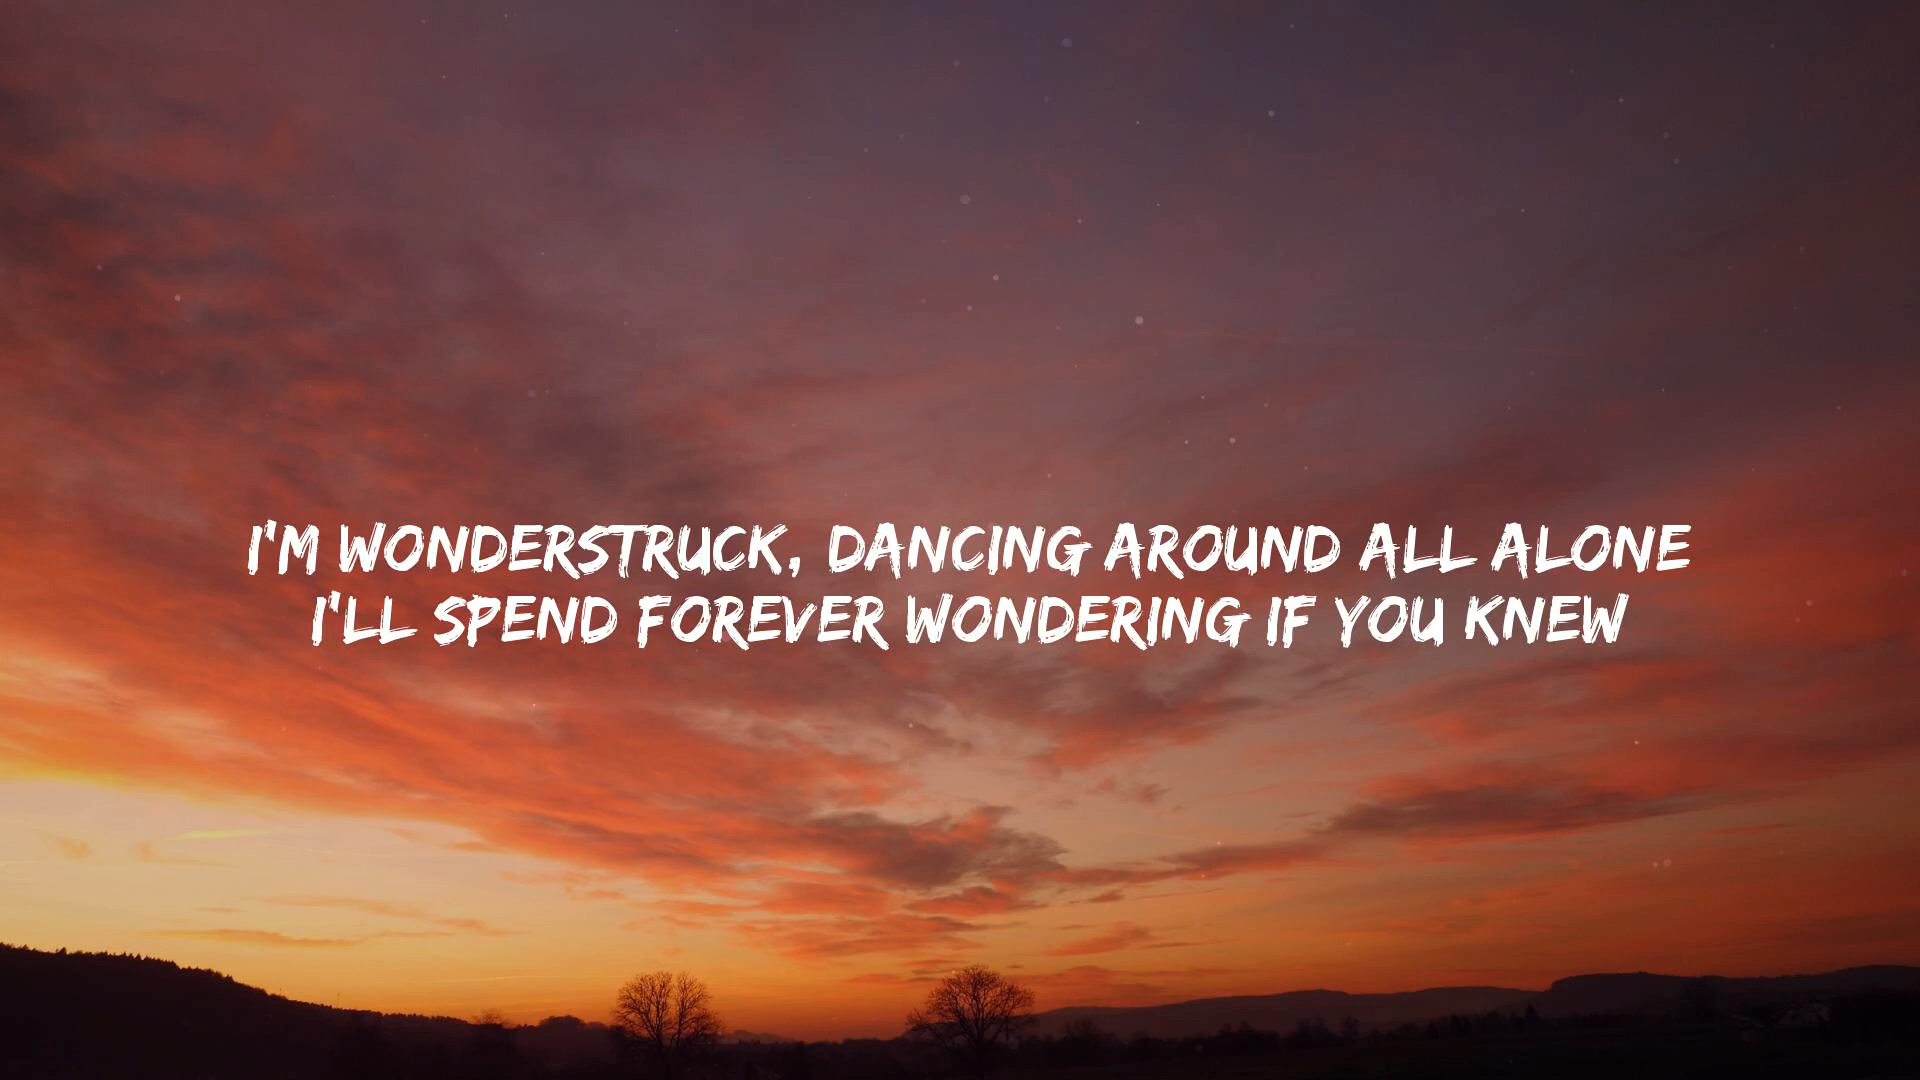 I'M WONDERSTRUCK, DANCING AROUND ALL ALONE
I'LL SPEND FOREVER WONDERING IF YOU KNEW